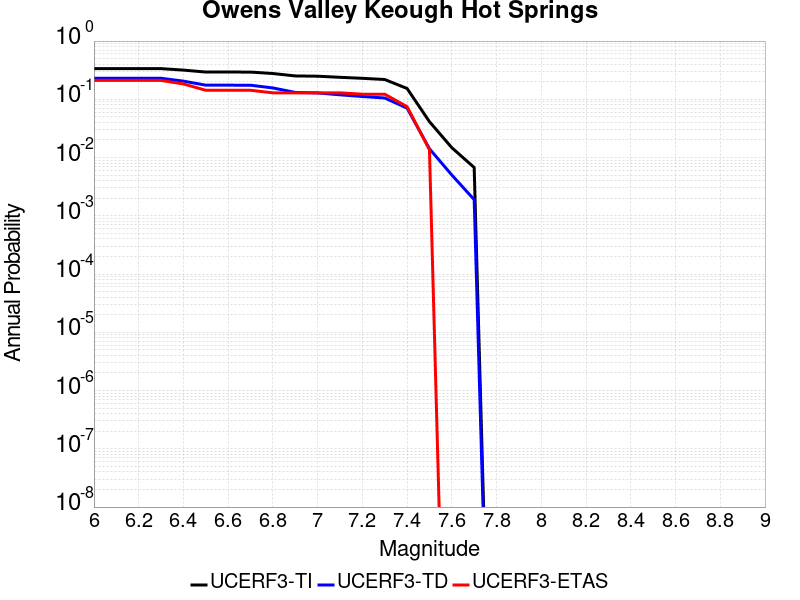 Owens Valley Keough Hot Springs
10^0
10^-1
10^-2
10^-3
10^-4
10^-5
10^-6
10^-7
10^-8
Annual Probability
6 6.2 6.4 6.6 6.8 7 7.2 7.4 7.6 7.8 8 8.2 8.4 8.6 8.8 9
Magnitude
UCERF3-TI UCERF3-TD UCERF3-ETAS